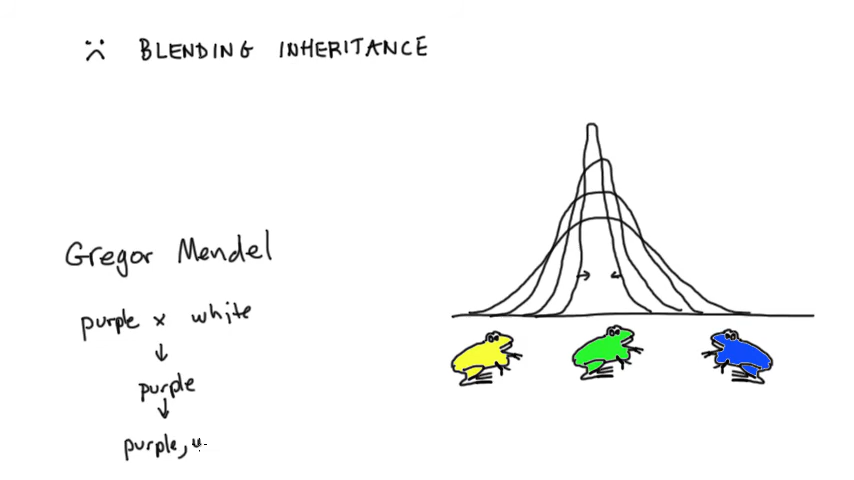 BLENDING INHERITANCE
Gregor Mendel
purple x white
purple
purple,